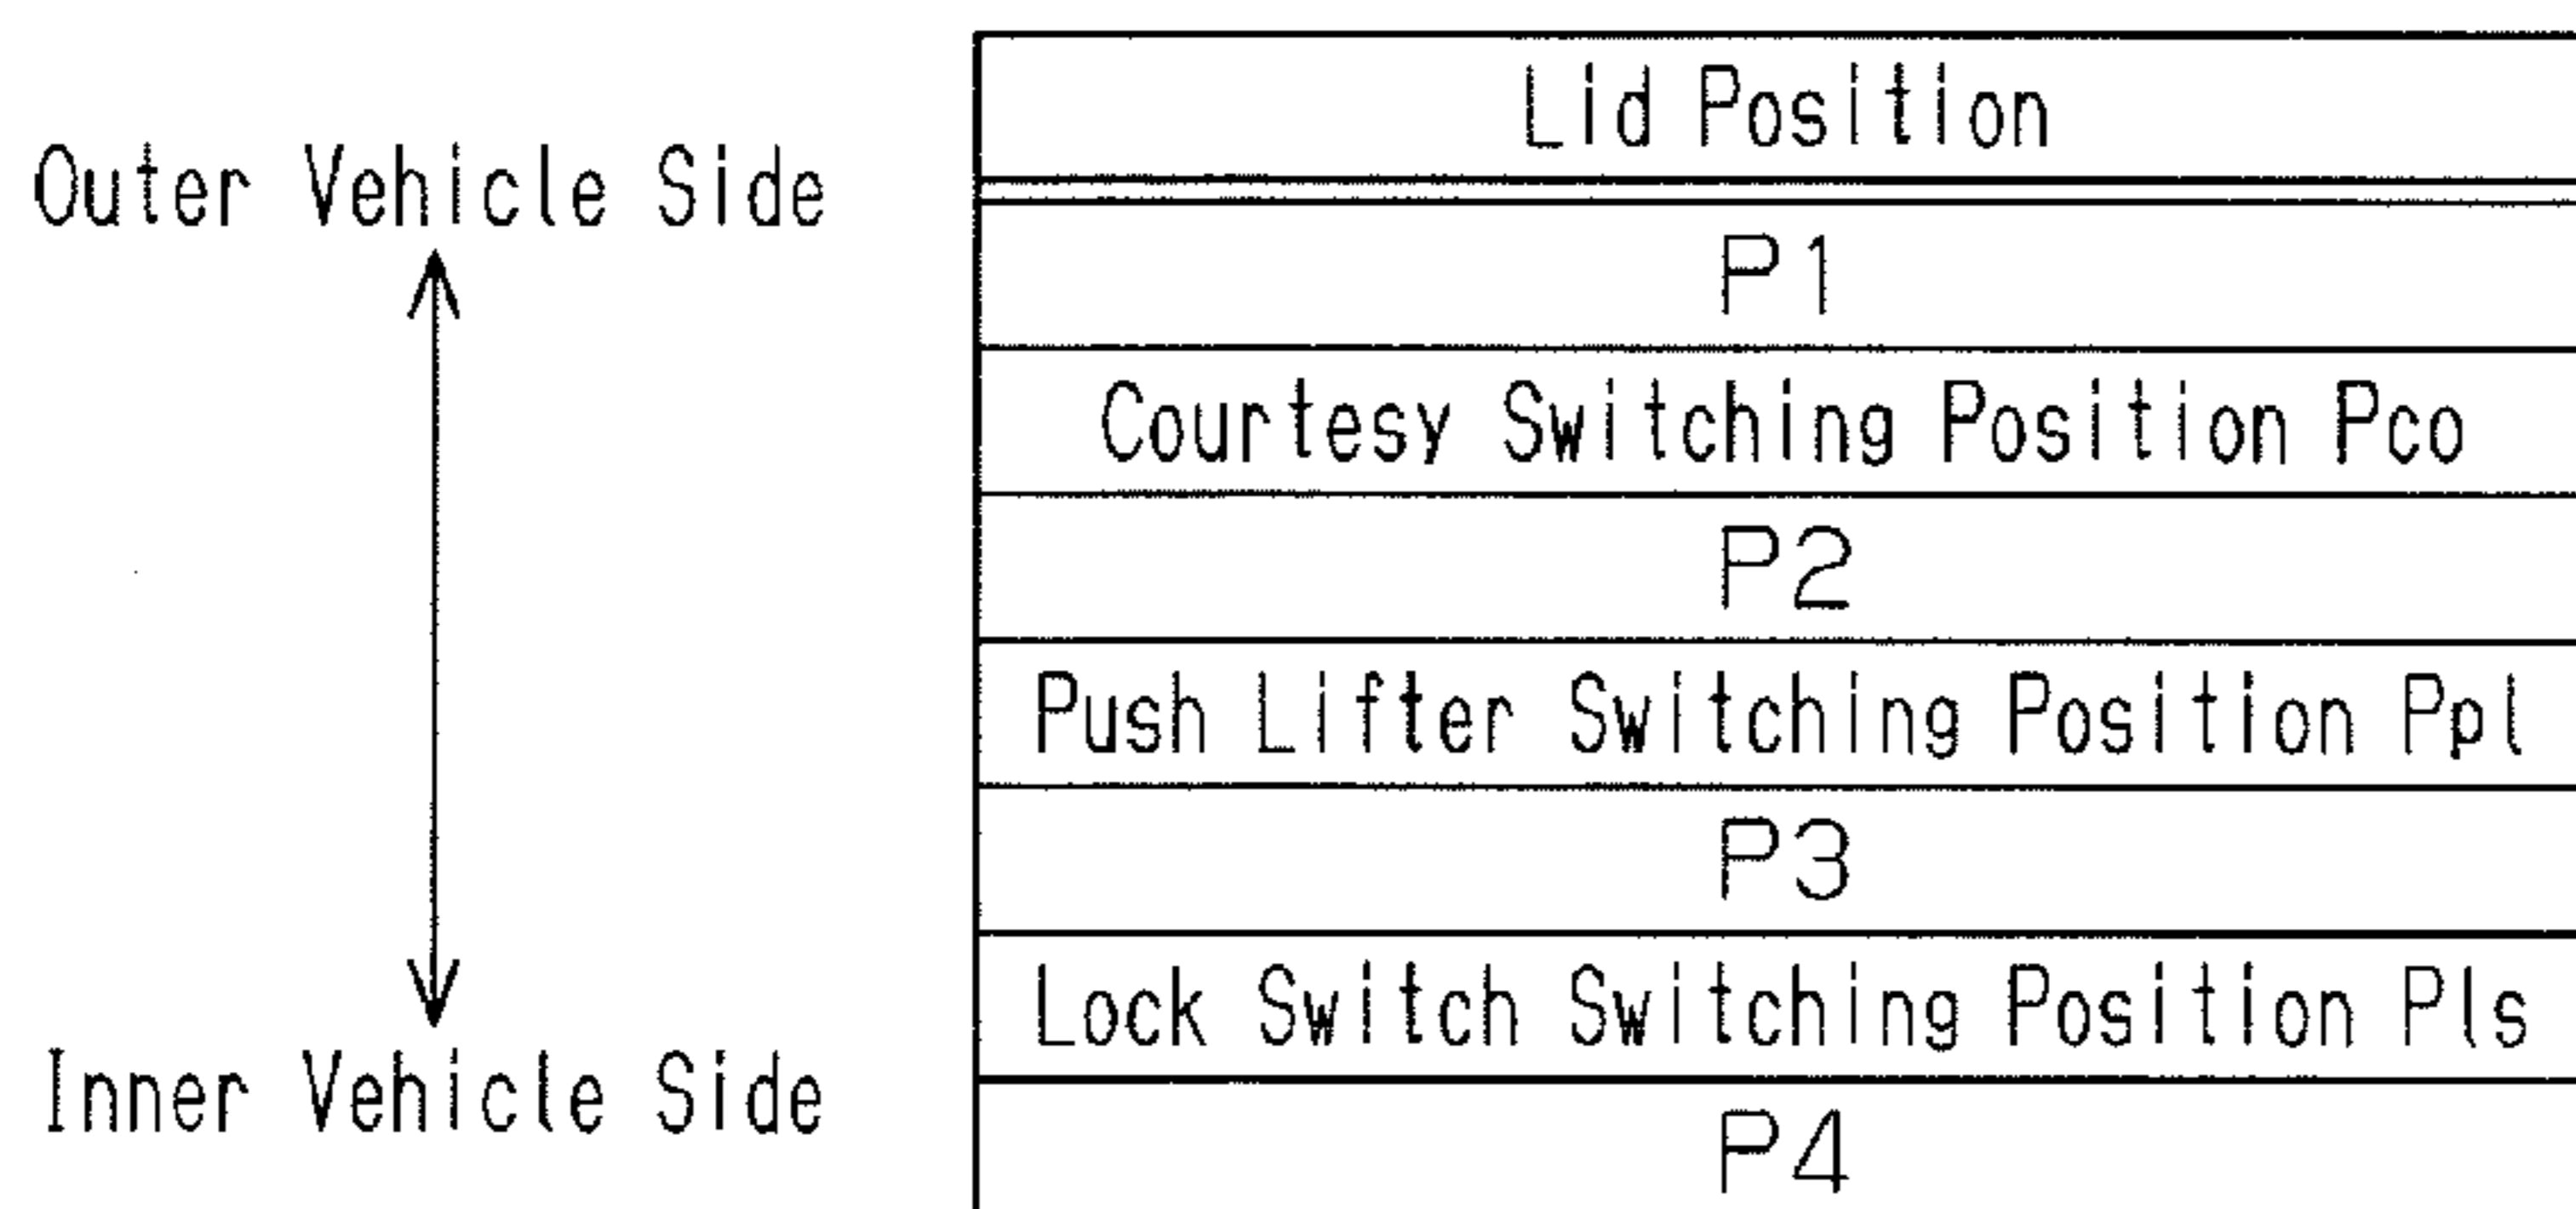 Outer Vehicle Side
Inner Vehicle Side
Lid Position
P1
Courtesy Switching Position Pco
P2
Push Lifter Switching Position Ppl
P3
Lock Switch Switching Position Pls
P4